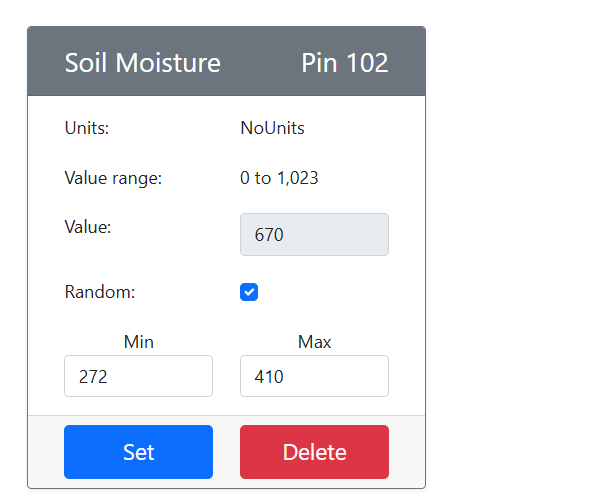 Soil Moisture Pin 102
Units: NoUnits
Value range: 0 to 1,023
Value: 670
Random:
Min Max
272 410
Set Delete